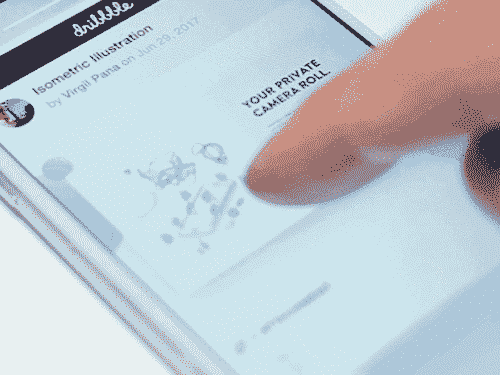 dribbble
Isometric Illustration
by Virgil Pana on Jun 29, 2017
YOUR PRIVATE
CAMERA ROLL.